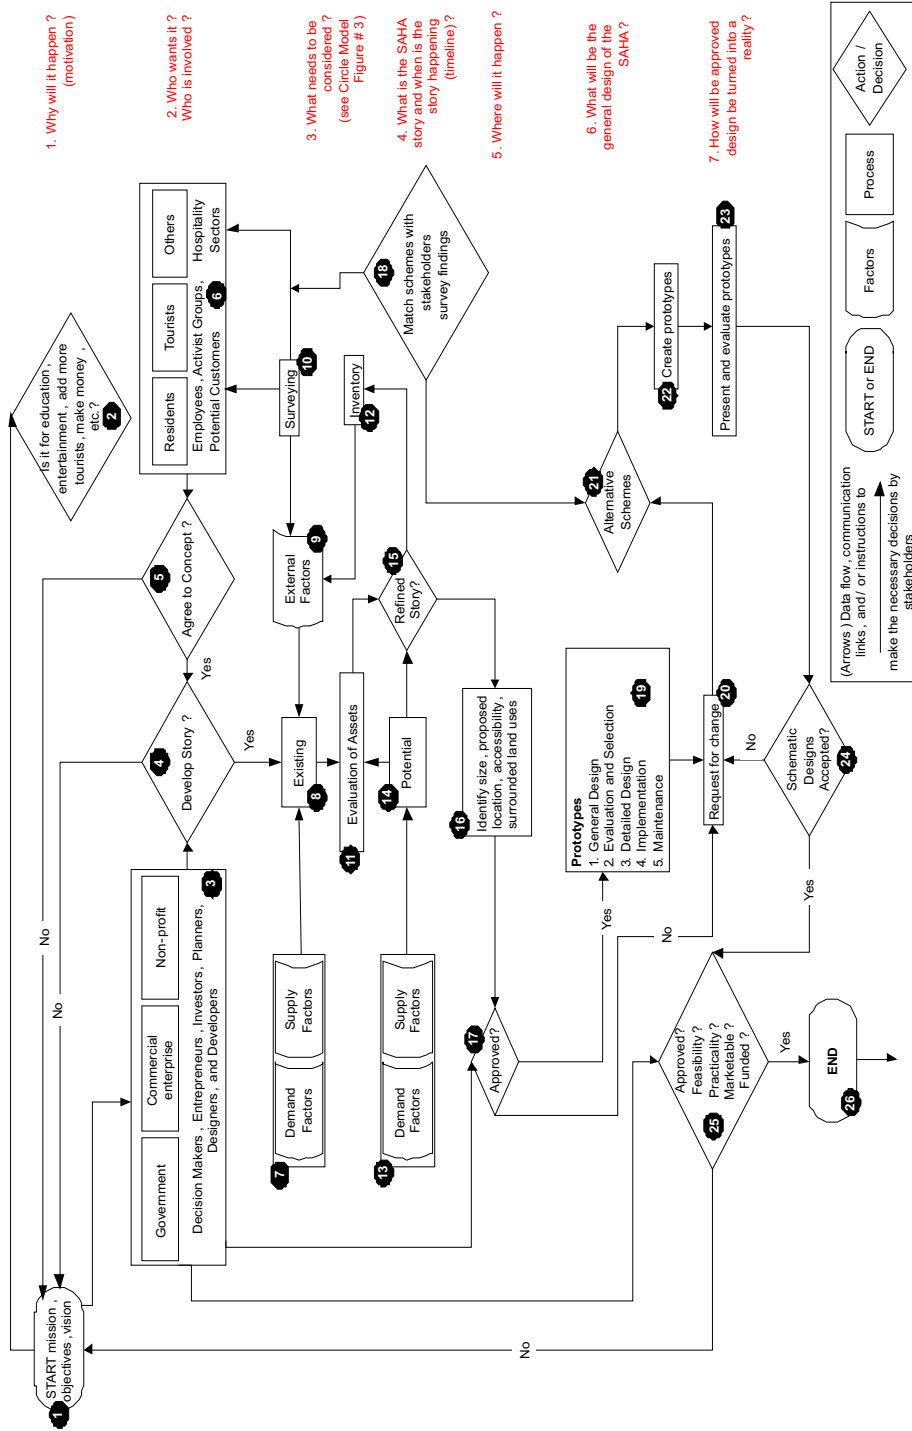 1. Why will it happen ?
(motivation)
2. Who wants it ?
Who is involved ?
3. What needs to be
considered ?
(see Circle Model
Figure # 3)
4. What is the SAHA
story and when is the
story happening
(timeline) ?
5. Where will it happen ?
6. What will be the
general design of the
SAHA ?
7. How will be approved
design be turned into a
reality ?
1
START mission ,
objectives , vision
2
Is it for education ,
entertainment , add more
tourists , make money ,
etc. ?
No
No
Government
Commercial
enterprise
Non-profit
3
Decision Makers , Entrepreneurs , Investors , Planners ,
Designers , and Developers
4
Develop Story ?
Yes
5
Agree to Concept ?
Yes
Residents
Tourists
Others
6
Employees , Activist Groups ,
Potential Customers
Hospitality
Sectors
7
Demand
Factors
Supply
Factors
8
Existing
9
External
Factors
10
Surveying
11
Evaluation of Assets
12
Inventory
13
Demand
Factors
Supply
Factors
14
Potential
15
Refined
Story?
16
Identify size , proposed
location , accessibility ,
surrounded land uses
17
Approved?
Yes
No
18
Match schemes with
stakeholders
survey findings
19
Prototypes
1. General Design
2. Evaluation and Selection
3. Detailed Design
4. Implementation
5. Maintenance
20
Request for change
21
Alternative
Schemes
22
Create prototypes
23
Present and evaluate prototypes
24
Schematic
Designs
Accepted?
No
Yes
25
Approved?
Feasibility ?
Practicality ?
Marketable ?
Funded ?
No
Yes
26
END
(Arrows ) Data flow , communication
links , and / or instructions to
make the necessary decisions by
stakeholders
START or END
Factors
Process
Action /
Decision